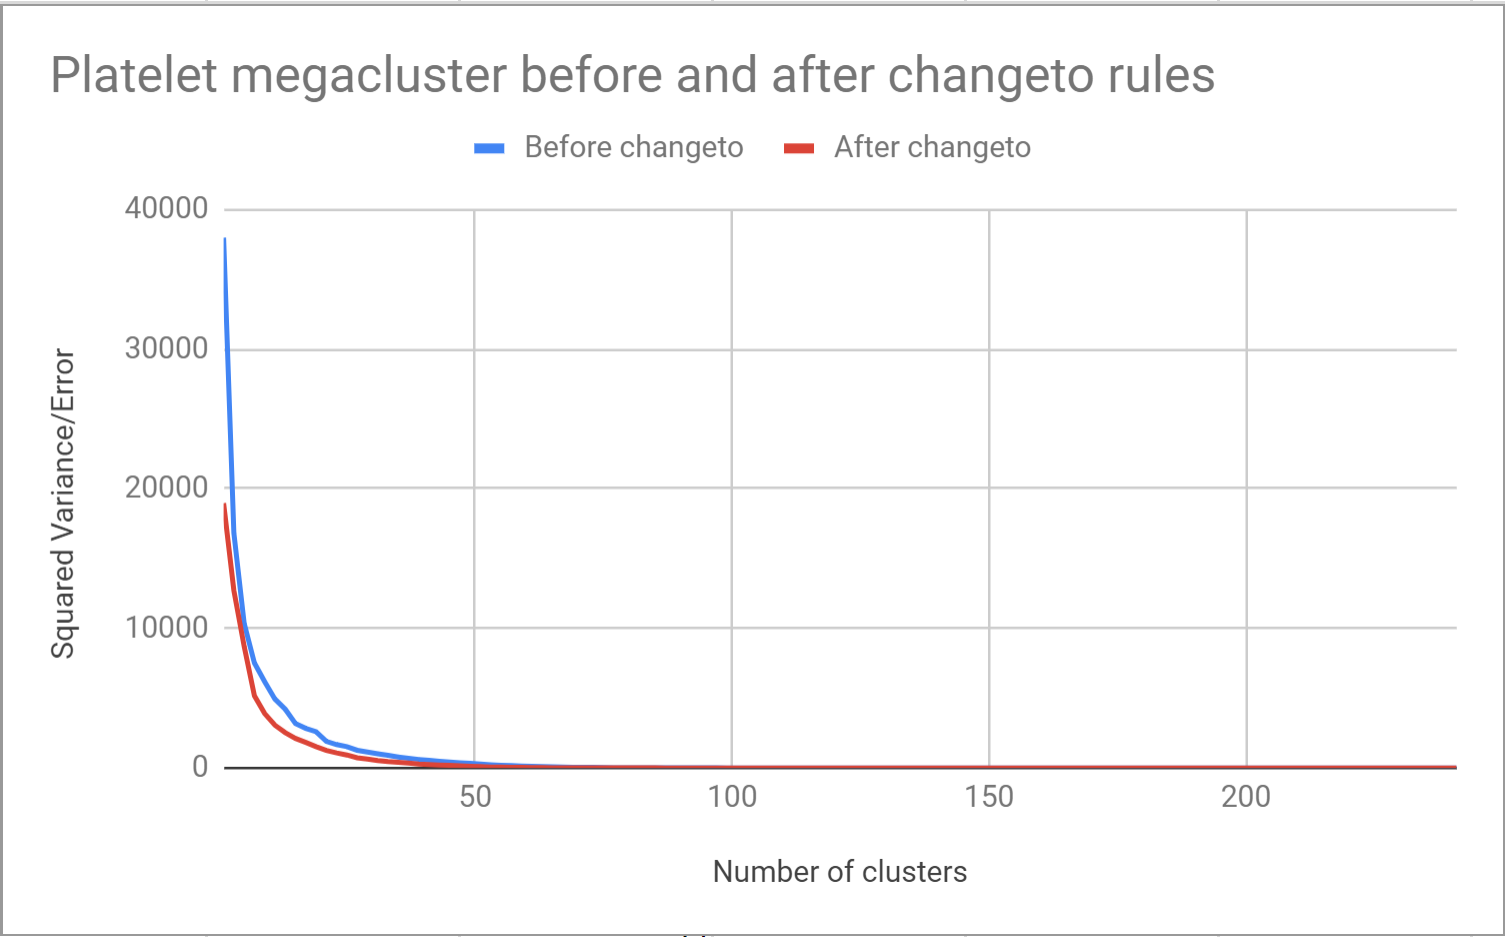 Platelet megacluster before and after changeto rules
Before changeto After changeto
40000
30000
20000
10000
0
Squared Variance/Error
50 100 150 200
Number of clusters